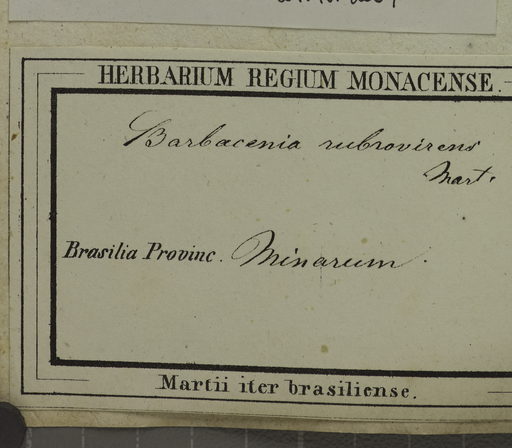 HERBARIUM REGIUM MONACENSE.
Barbacenia rubrovirens
Mart.
Brasilia Provinc. Minarum.
Martii iter brasiliense.